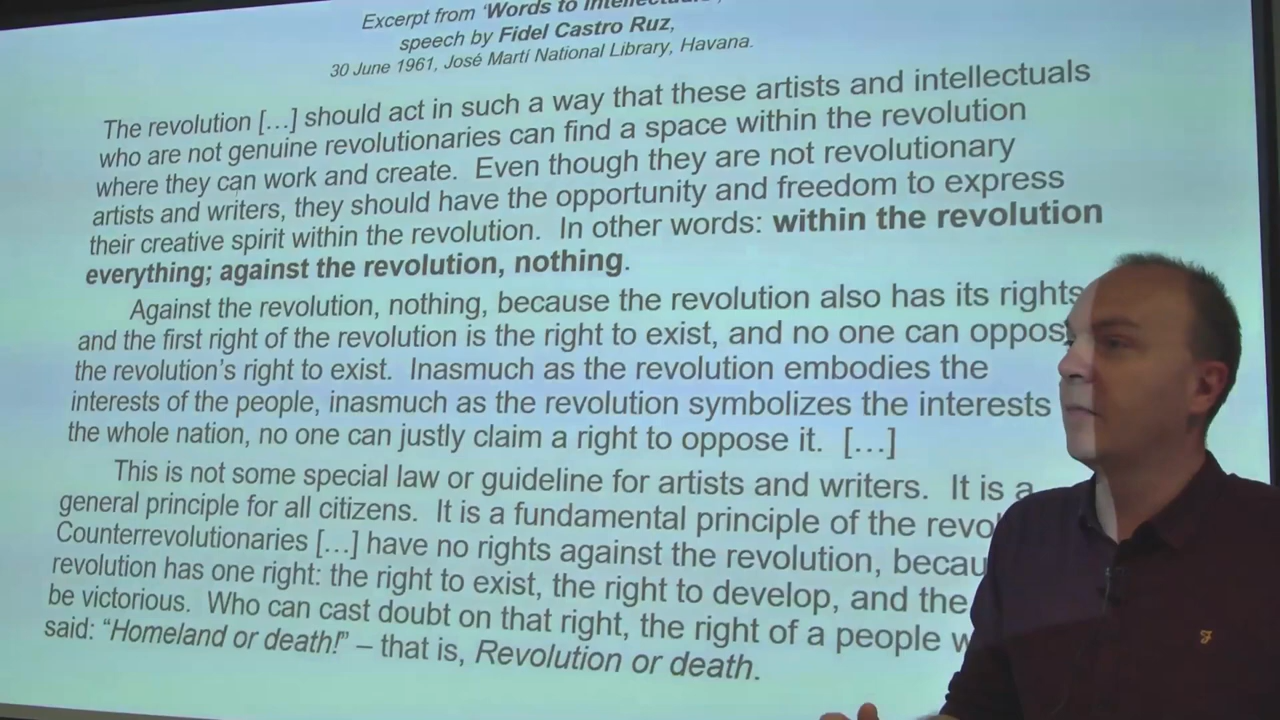 Excerpt from 'Words to Intellectuals',
speech by Fidel Castro Ruz,
30 June 1961, José Martí National Library, Havana.
The revolution […] should act in such a way that these artists and intellectuals
who are not genuine revolutionaries can find a space within the revolution
where they can work and create. Even though they are not revolutionary
artists and writers, they should have the opportunity and freedom to express
their creative spirit within the revolution. In other words: within the revolution
everything; against the revolution, nothing.
Against the revolution, nothing, because the revolution also has its rights
and the first right of the revolution is the right to exist, and no one can oppos
the revolution's right to exist. Inasmuch as the revolution embodies the
interests of the people, inasmuch as the revolution symbolizes the interests
the whole nation, no one can justly claim a right to oppose it. […]
This is not some special law or guideline for artists and writers. It is a
general principle for all citizens. It is a fundamental principle of the revo
Counterrevolutionaries […] have no rights against the revolution, becau
revolution has one right: the right to exist, the right to develop, and the
be victorious. Who can cast doubt on that right, the right of a people w
said: “Homeland or death!” – that is, Revolution or death.